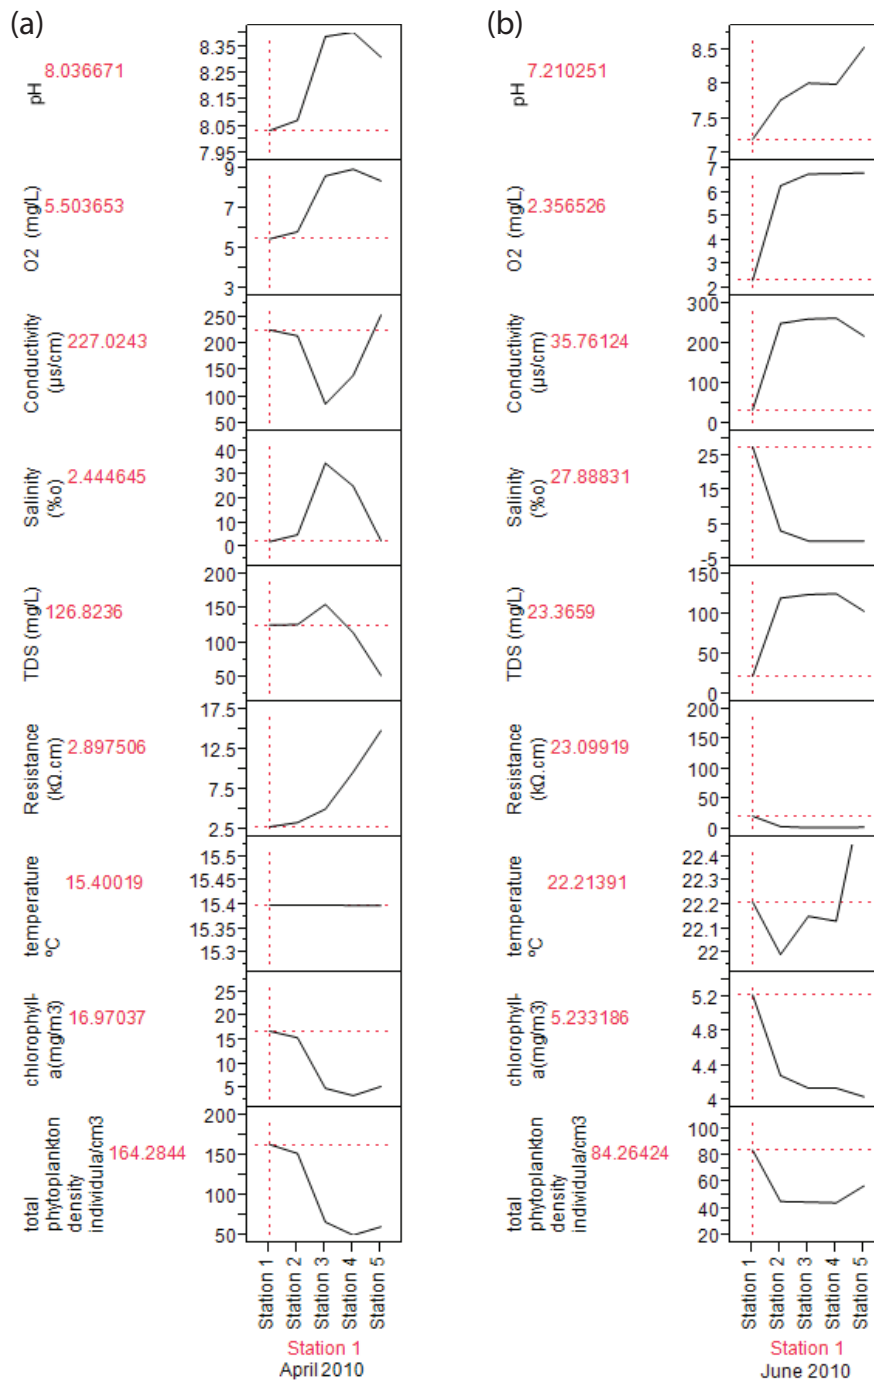 (a)
pH
8.036671
8.35
8.25
8.15
8.05
7.95
O2 (mg/L)
5.503653
9
7
5
3
Conductivity
(µs/cm)
227.0243
250
200
150
100
50
Salinity
(%o)
2.444645
40
30
20
10
0
TDS (mg/L)
126.8236
200
150
100
50
Resistance
(kΩ.cm)
2.897506
17.5
12.5
7.5
2.5
temperature
ºC
15.40019
15.5
15.45
15.4
15.35
15.3
chlorophyll-
a(mg/m3)
16.97037
25
20
15
10
5
total
phytoplankton
density
individula/cm3
164.2844
200
150
100
50
Station 1
Station 2
Station 3
Station 4
Station 5
Station 1
April 2010
(b)
pH
7.210251
8.5
8
7.5
7
O2 (mg/L)
2.356526
7
6
5
4
3
2
Conductivity
(µs/cm)
35.76124
300
200
100
0
Salinity
(%o)
27.88831
25
15
5
-5
TDS (mg/L)
23.3659
150
100
50
0
Resistance
(kΩ.cm)
23.09919
200
150
100
50
0
temperature
ºC
22.21391
22.4
22.3
22.2
22.1
22
chlorophyll-
a(mg/m3)
5.233186
5.2
4.8
4.4
4
total
phytoplankton
density
individula/cm3
84.26424
100
80
60
40
20
Station 1
Station 2
Station 3
Station 4
Station 5
Station 1
June 2010